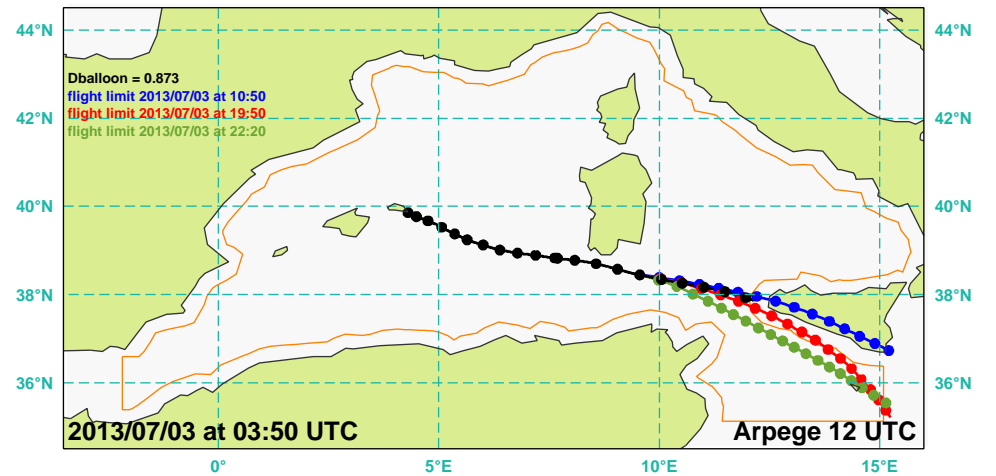 44°N 44°N
Dballoon = 0.873
flight limit 2013/07/03 at 10:50
flight limit 2013/07/03 at 19:50
42°N 42°N
flight limit 2013/07/03 at 22:20
40°N 40°N
38°N 38°N
36°N 36°N
2013/07/03 at 03:50 UTC Arpege 12 UTC
0° 5°E 10°E 15°E